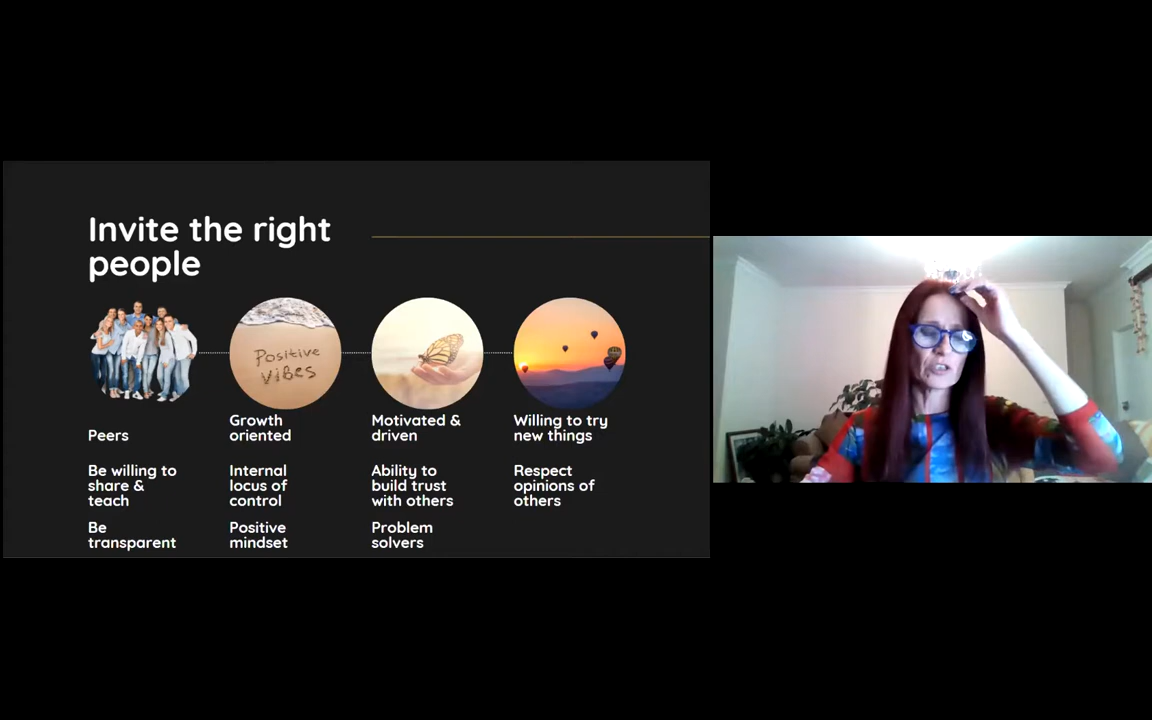 Invite the right
people
Positive
vibes
Peers
Growth
oriented
Motivated &
driven
Willing to try
new things
Be willing to
share &
teach
Internal
locus of
control
Ability to
build trust
with others
Respect
opinions of
others
Be
transparent
Positive
mindset
Problem
solvers